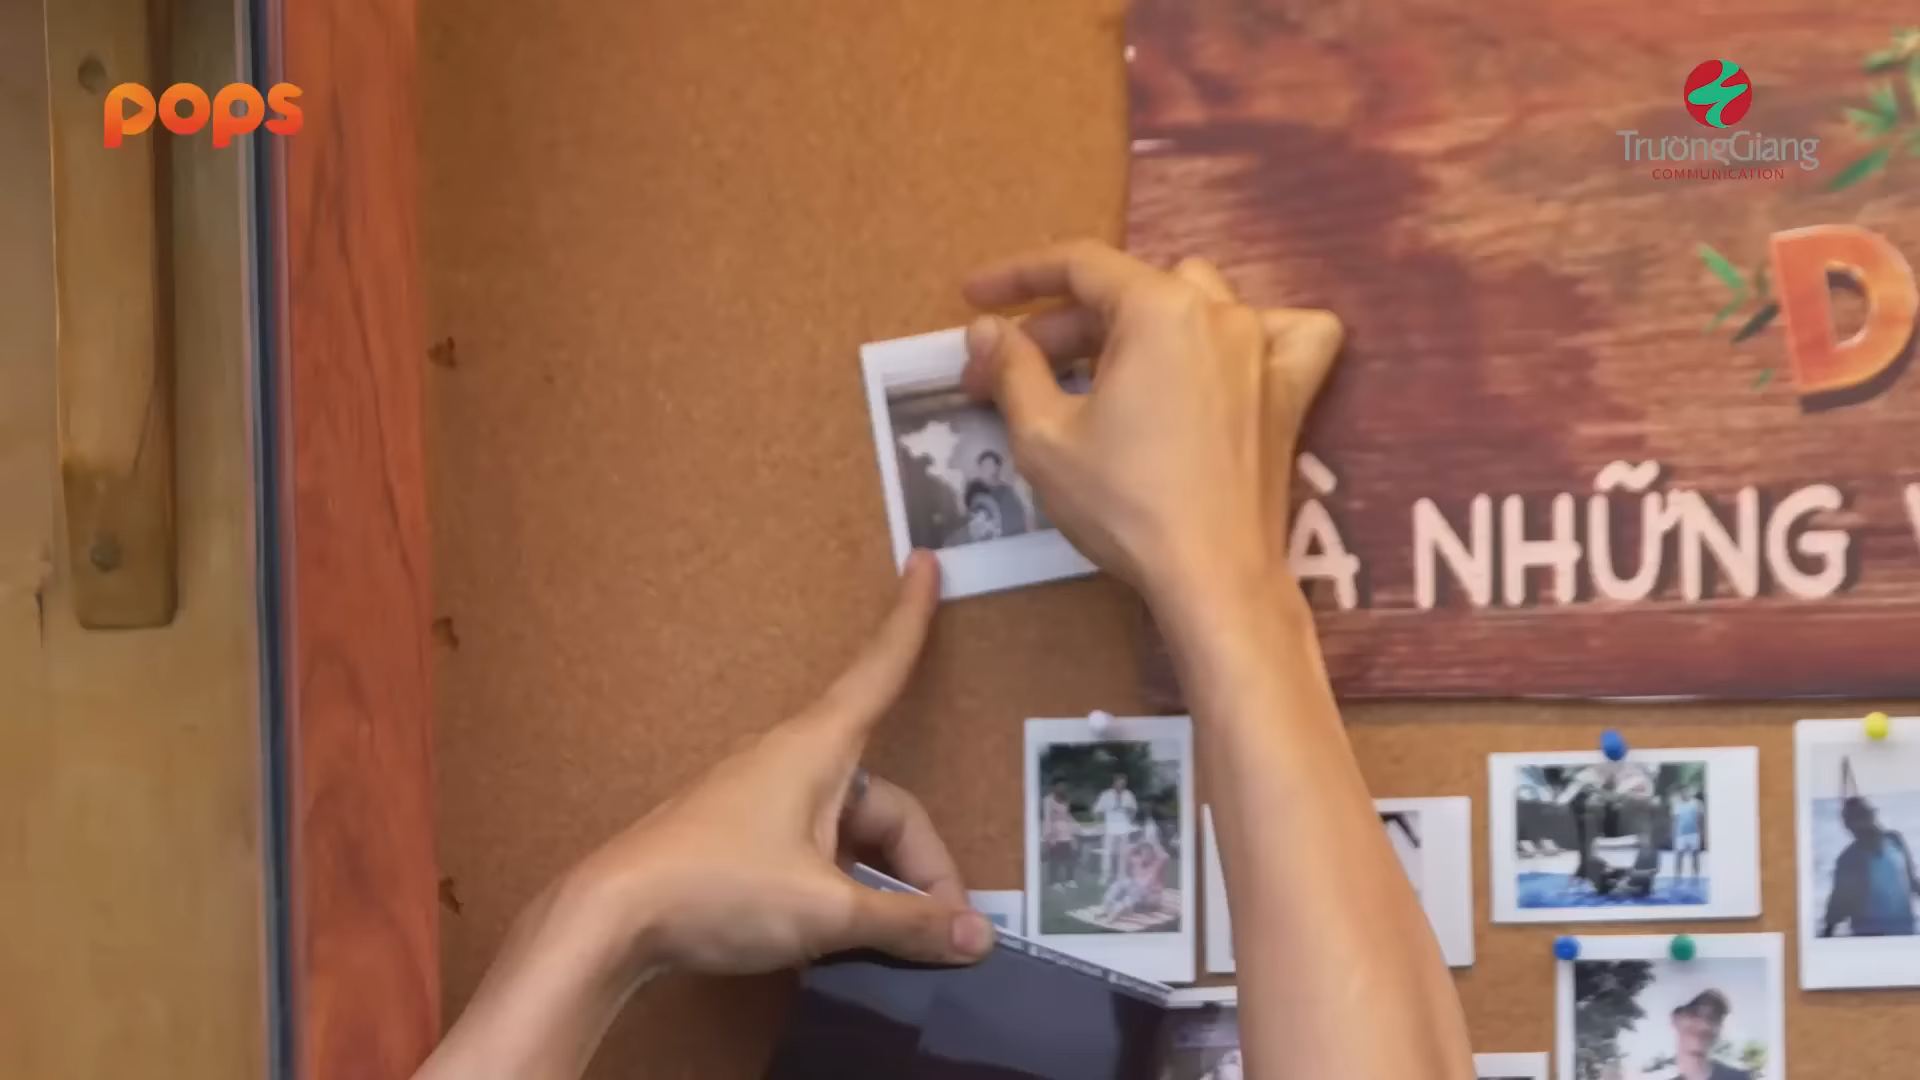 pops
TrườngGiang
COMMUNICATION
D
À NHỮNG